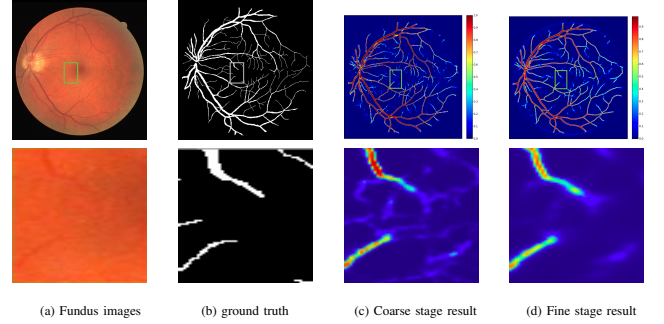 (a) Fundus images
(b) ground truth
(c) Coarse stage result
(d) Fine stage result